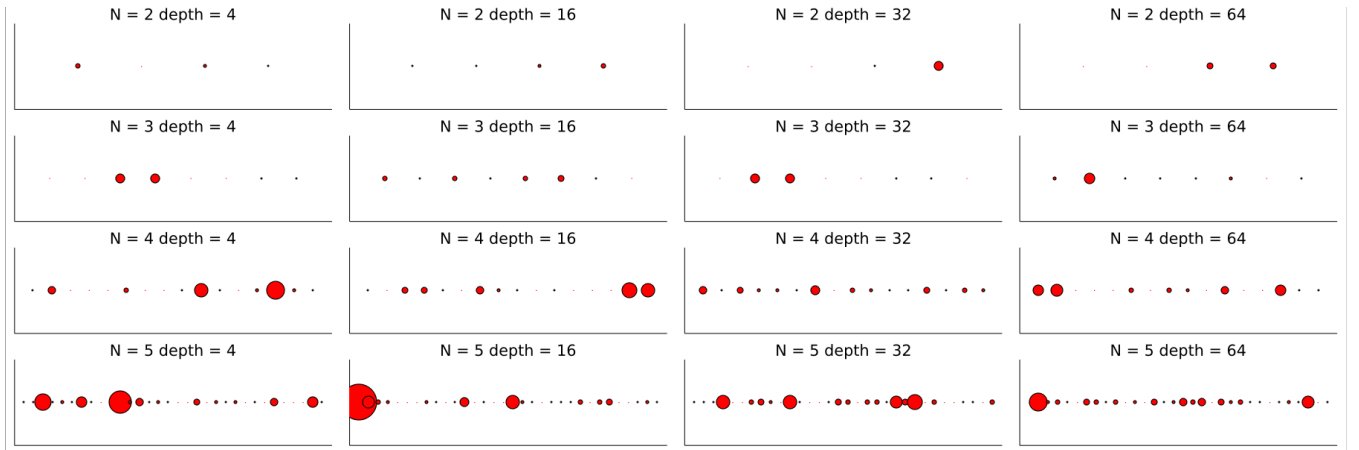 N = 2 depth = 4
N = 2 depth = 16
N = 2 depth = 32
N = 2 depth = 64
N = 3 depth = 4
N = 3 depth = 16
N = 3 depth = 32
N = 3 depth = 64
N = 4 depth = 4
N = 4 depth = 16
N = 4 depth = 32
N = 4 depth = 64
N = 5 depth = 4
N = 5 depth = 16
N = 5 depth = 32
N = 5 depth = 64